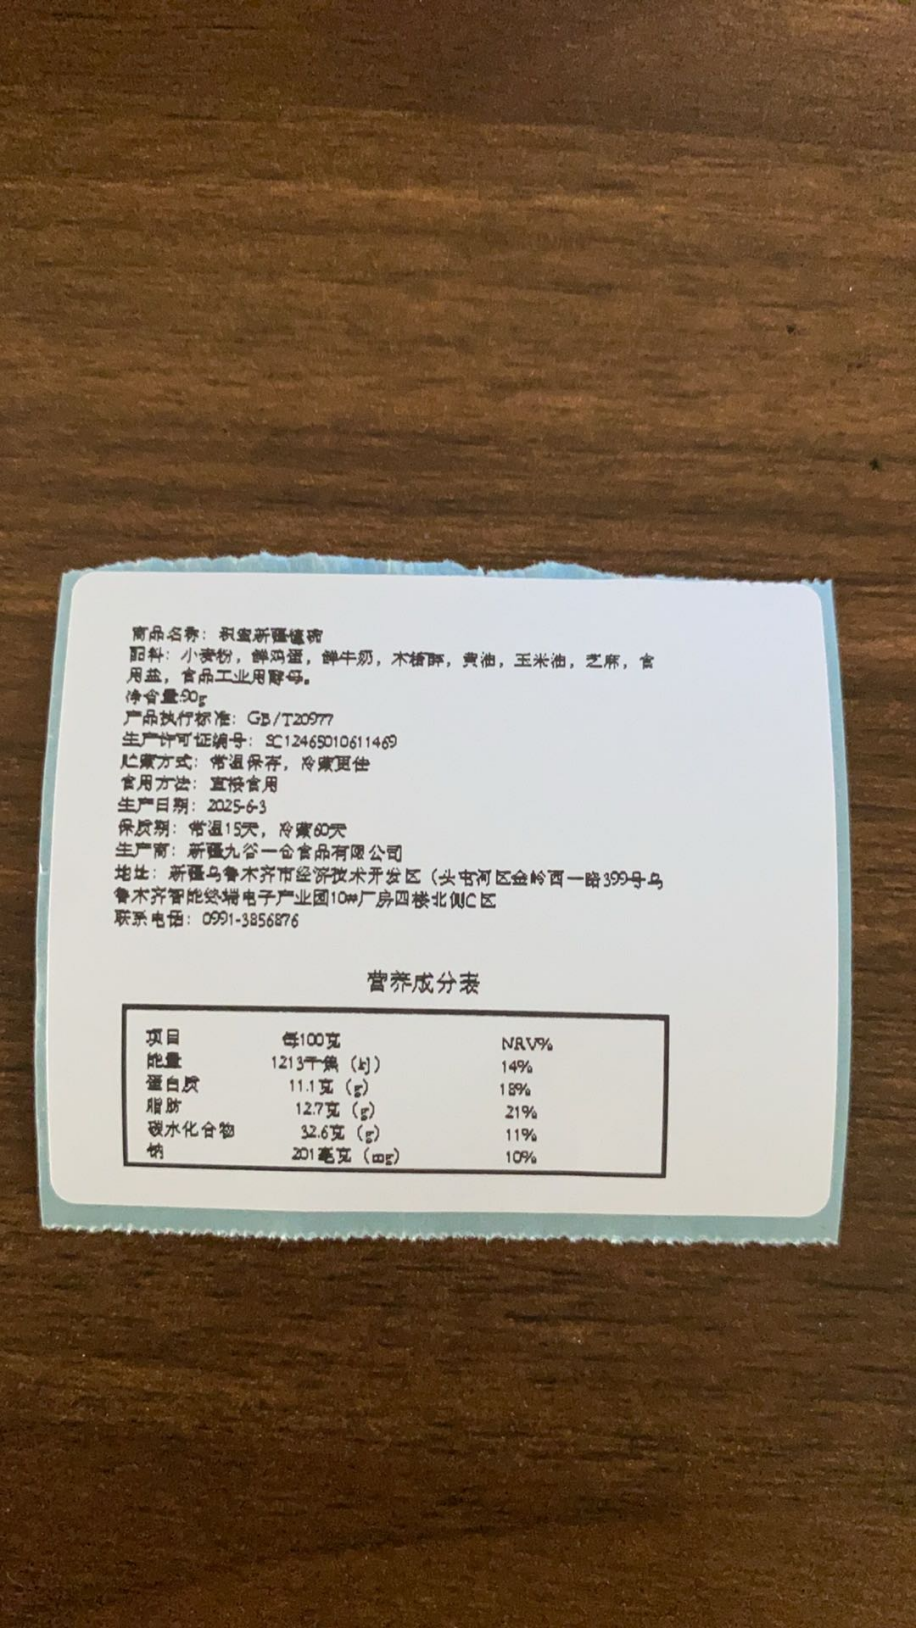 商品名称：枳蜜新疆馕砖
配料：小麦粉，鲜鸡蛋，鲜牛奶，木糖醇，黄油，玉米油，芝麻，食
用盐，食品工业用酵母。
净含量:90g
产品执行标准：GB/T20977
生产许可证编号：SC12465010611469
贮藏方式：常温保存，冷藏更佳
食用方法：直接食用
生产日期：2025-6-3
保质期：常温15天，冷藏60天
生产商：新疆九谷一仓食品有限公司
地址：新疆乌鲁木齐市经济技术开发区（头屯河区金岭西一路399号乌
鲁木齐智能终端电子产业园10#厂房四楼北侧C区
联系电话：0991-3856876
营养成分表
项目 每100克 NRV%
能量 1213千焦（kj） 14%
蛋白质 11.1克（g） 18%
脂肪 12.7克（g） 21%
碳水化合物 32.6克（g） 11%
钠 201毫克（mg） 10%